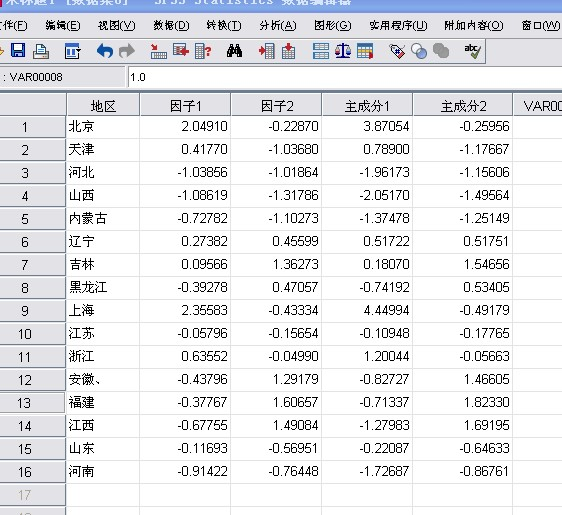 未标题1 [数据集0] - SPSS Statistics 数据编辑器
作(F) 编辑(E) 视图(V) 数据(D) 转换(T) 分析(A) 图形(G) 实用程序(U) 附加内容(O) 窗口(W)
: VAR00008 1.0
地区 因子1 因子2 主成分1 主成分2 VAR00
1 北京 2.04910 -0.22870 3.87054 -0.25956
2 天津 0.41770 -1.03680 0.78900 -1.17667
3 河北 -1.03856 -1.01864 -1.96173 -1.15606
4 山西 -1.08619 -1.31786 -2.05170 -1.49564
5 内蒙古 -0.72782 -1.10273 -1.37478 -1.25149
6 辽宁 0.27382 0.45599 0.51722 0.51751
7 吉林 0.09566 1.36273 0.18070 1.54656
8 黑龙江 -0.39278 0.47057 -0.74192 0.53405
9 上海 2.35583 -0.43334 4.44994 -0.49179
10 江苏 -0.05796 -0.15654 -0.10948 -0.17765
11 浙江 0.63552 -0.04990 1.20044 -0.05663
12 安徽、 -0.43796 1.29179 -0.82727 1.46605
13 福建 -0.37767 1.60657 -0.71337 1.82330
14 江西 -0.67755 1.49084 -1.27983 1.69195
15 山东 -0.11693 -0.56951 -0.22087 -0.64633
16 河南 -0.91422 -0.76448 -1.72687 -0.86761
17